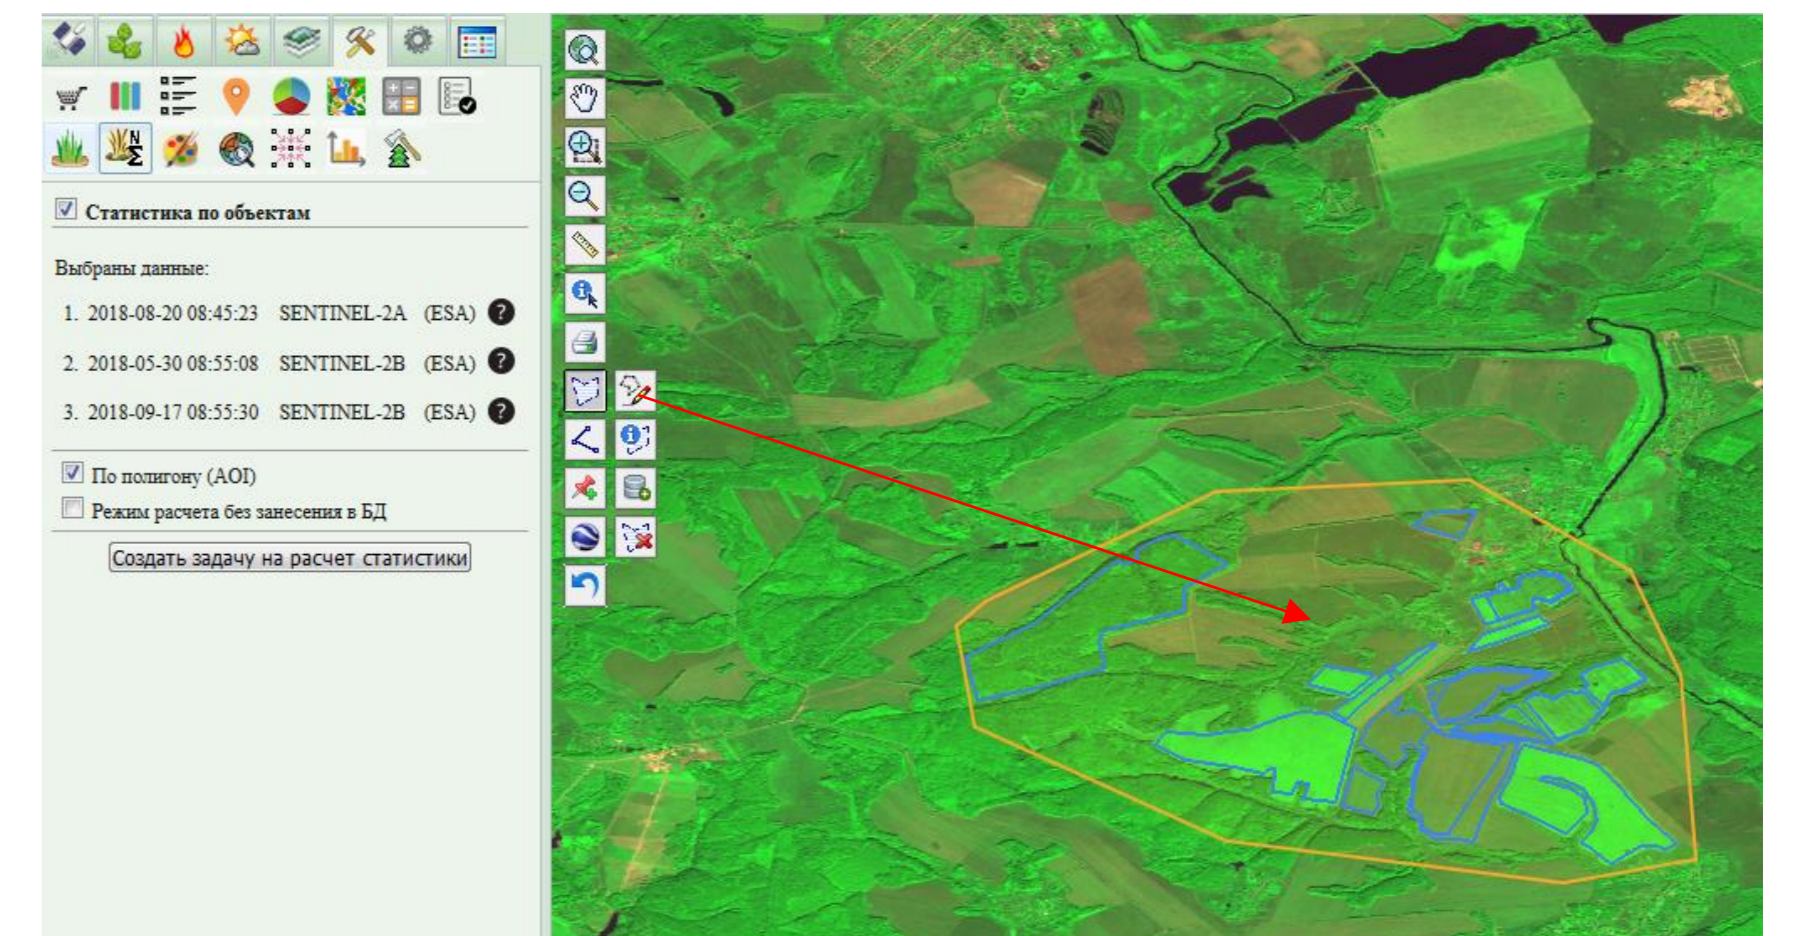 N
Σ
Статистика по объектам
Выбраны данные:
1. 2018-08-20 08:45:23 SENTINEL-2A (ESA) ?
2. 2018-05-30 08:55:08 SENTINEL-2B (ESA) ?
3. 2018-09-17 08:55:30 SENTINEL-2B (ESA) ?
По полигону (AOI)
Режим расчета без занесения в БД
Создать задачу на расчет статистики